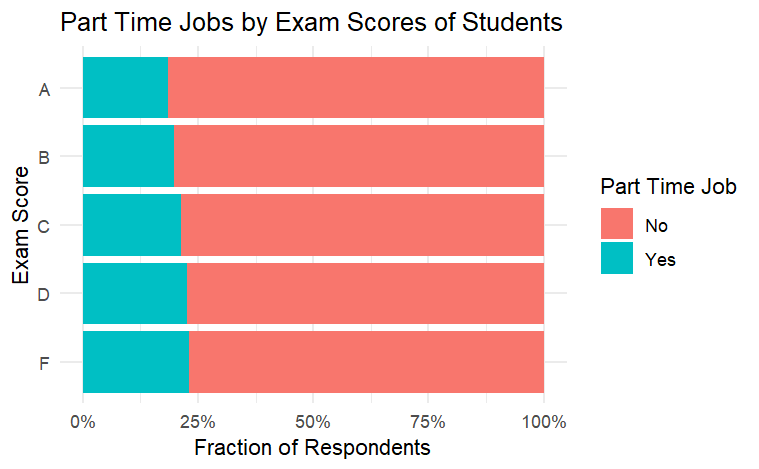 Part Time Jobs by Exam Scores of Students
Exam Score
A
B
C
D
F
0% 25% 50% 75% 100%
Fraction of Respondents
Part Time Job
No
Yes